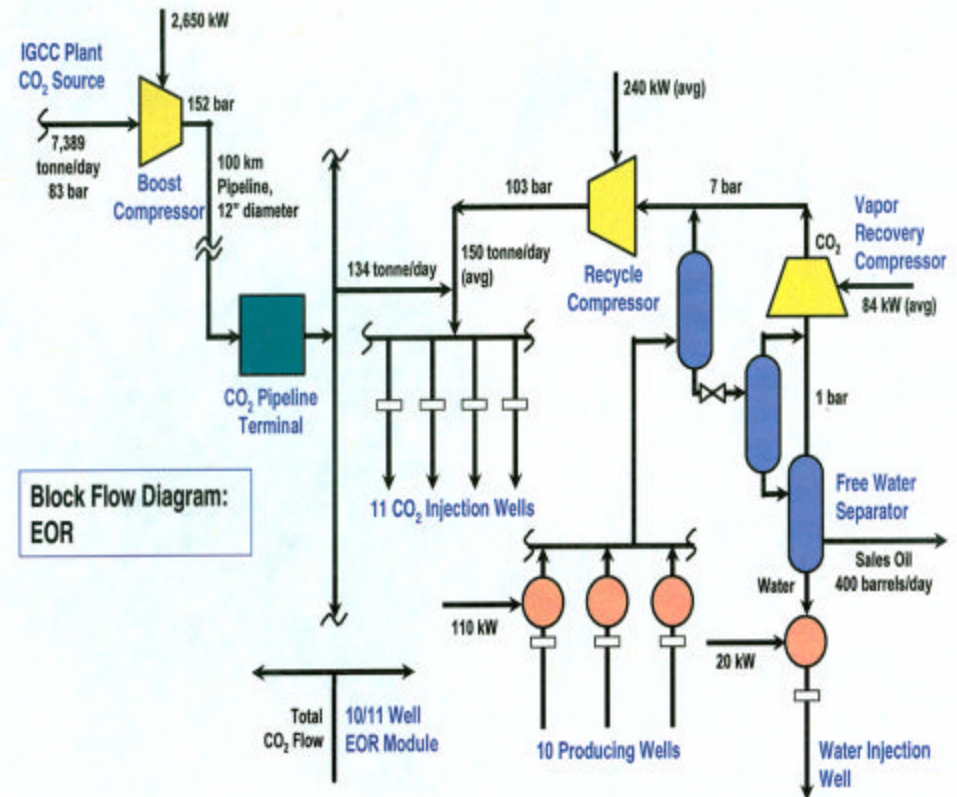 2,650 kW
IGCC Plant
CO₂ Source
152 bar
7,389
tonne/day
83 bar
Boost
Compressor
100 km
Pipeline,
12" diameter
240 kW (avg)
103 bar
7 bar
Vapor
Recovery
Compressor
CO₂
84 kW (avg)
134 tonne/day
150 tonne/day
(avg)
Recycle
Compressor
CO₂ Pipeline
Terminal
1 bar
Block Flow Diagram:
EOR
11 CO₂ Injection Wells
Free Water
Separator
Sales Oil
400 barrels/day
Water
110 kW
20 kW
Total
CO₂ Flow
10/11 Well
EOR Module
10 Producing Wells
Water Injection
Well